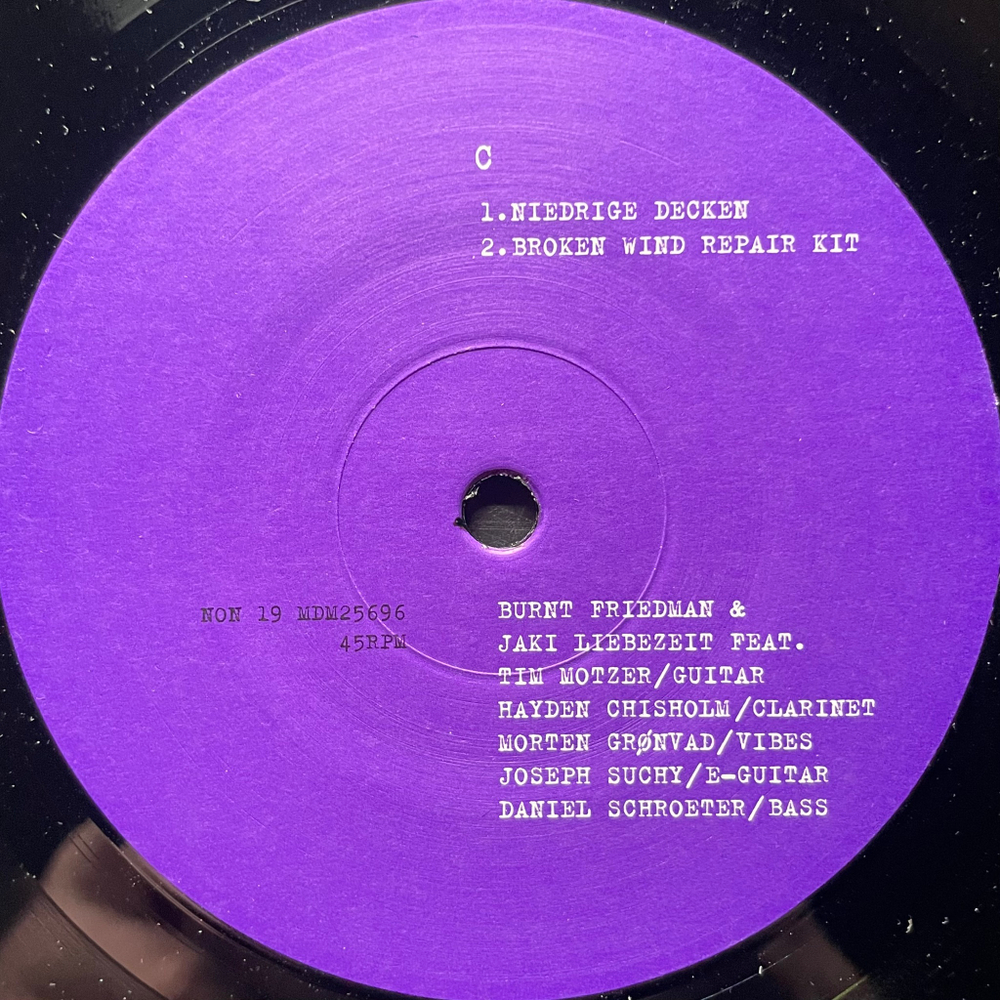 C
1.NIEDRIGE DECKEN
2.BROKEN WIND REPAIR KIT
NON 19 MDM25696
45RPM
BURNT FRIEDMAN &
JAKI LIEBEZEIT FEAT.
TIM MOTZER/GUITAR
HAYDEN CHISHOLM/CLARINET
MORTEN GRØNVAD/VIBES
JOSEPH SUCHY/E-GUITAR
DANIEL SCHROETER/BASS